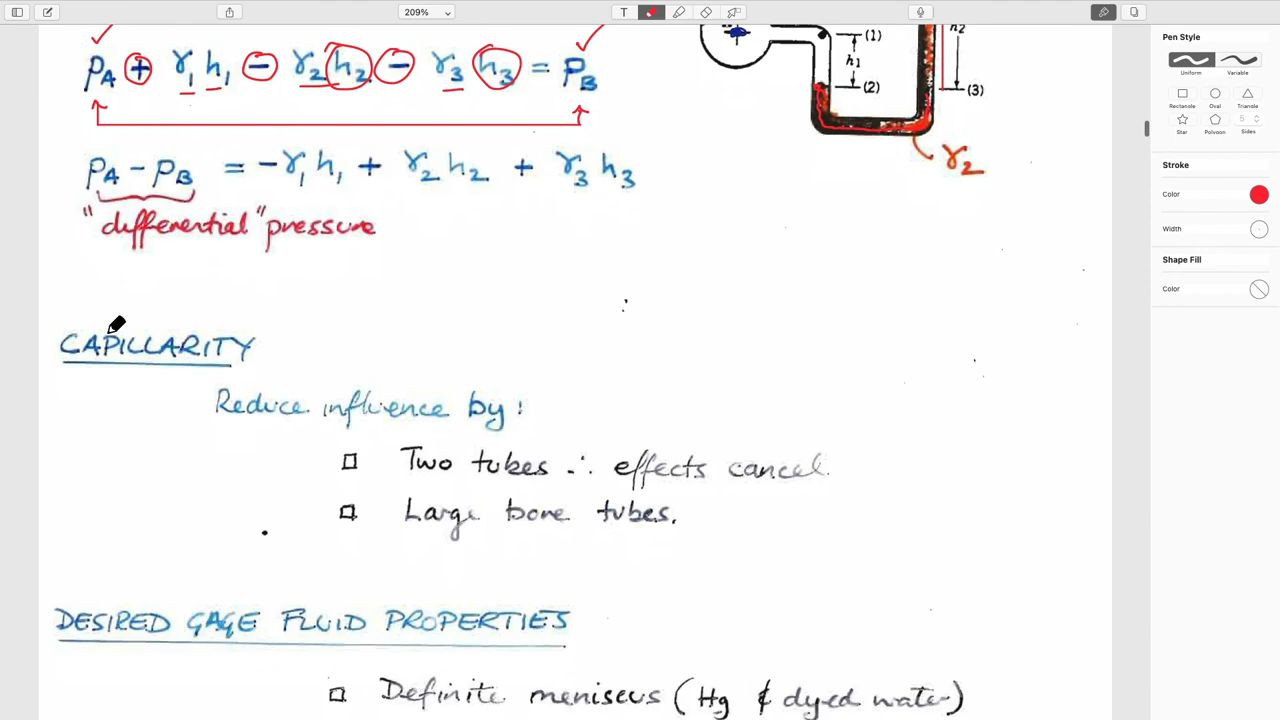 209%
T
Pen Style
Uniform Variable
Rectangle Oval Triangle
Star Polygon 5 Sides
Stroke
Color
Width
Shape Fill
Color
pA + γ1 h1 − γ2 h2 − γ3 h3 = pB
(1)
h1
(2)
h2
(3)
γ2
pA − pB = −γ1 h1 + γ2 h2 + γ3 h3
"differential" pressure
CAPILLARITY
Reduce influence by:
□ Two tubes ∴ effects cancel.
□ Large bore tubes.
DESIRED GAGE FLUID PROPERTIES
□ Definite meniscus (Hg & dyed water)